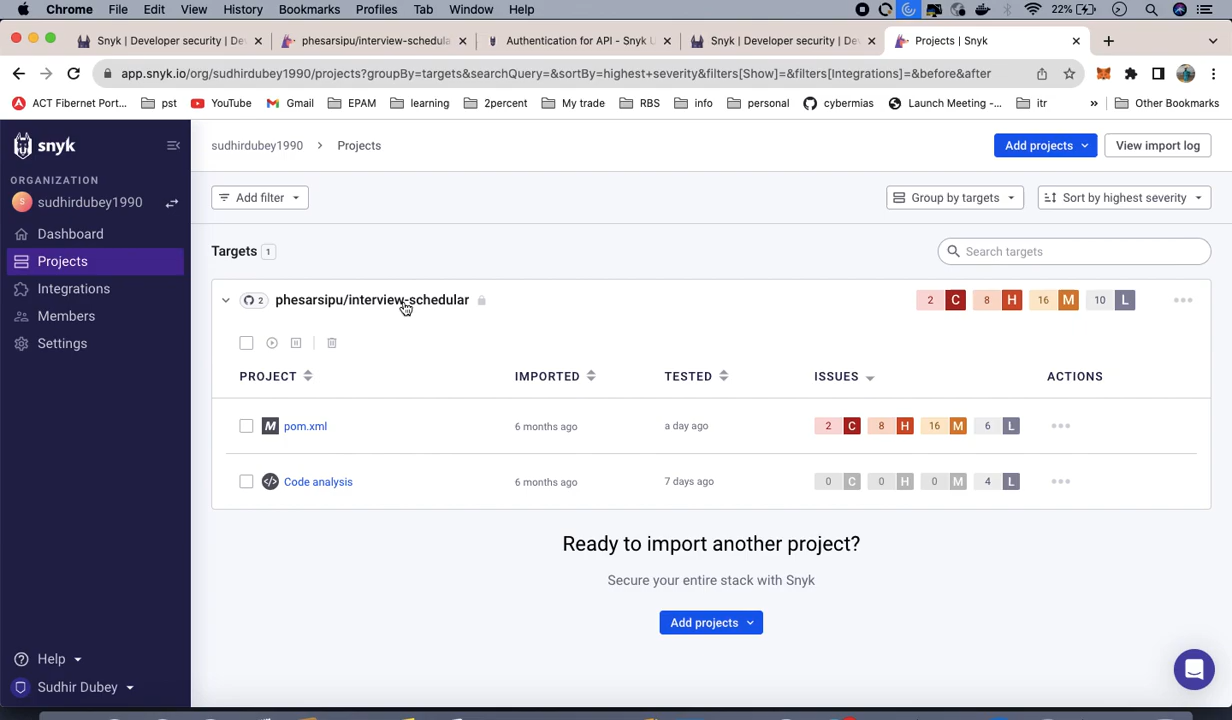 Chrome File Edit View History Bookmarks Profiles Tab Window Help 22%
Snyk | Developer security | De phesarsipu/interview-schedula Authentication for API - Snyk U Snyk | Developer security | De Projects | Snyk
app.snyk.io/org/sudhirdubey1990/projects?groupBy=targets&searchQuery=&sortBy=highest+severity&filters[Show]=&filters[Integrations]=&before&after
ACT Fibernet Port... pst YouTube Gmail EPAM learning 2percent My trade RBS info personal cybermias Launch Meeting -... itr » Other Bookmarks
snyk
ORGANIZATION
S sudhirdubey1990
Dashboard
Projects
Integrations
Members
Settings
Help
Sudhir Dubey
sudhirdubey1990 > Projects
Add projects View import log
Add filter Group by targets Sort by highest severity
Targets 1 Search targets
2 phesarsipu/interview-schedular 2 C 8 H 16 M 10 L
PROJECT IMPORTED TESTED ISSUES ACTIONS
M pom.xml 6 months ago a day ago 2 C 8 H 16 M 6 L
Code analysis 6 months ago 7 days ago 0 C 0 H 0 M 4 L
Ready to import another project?
Secure your entire stack with Snyk
Add projects